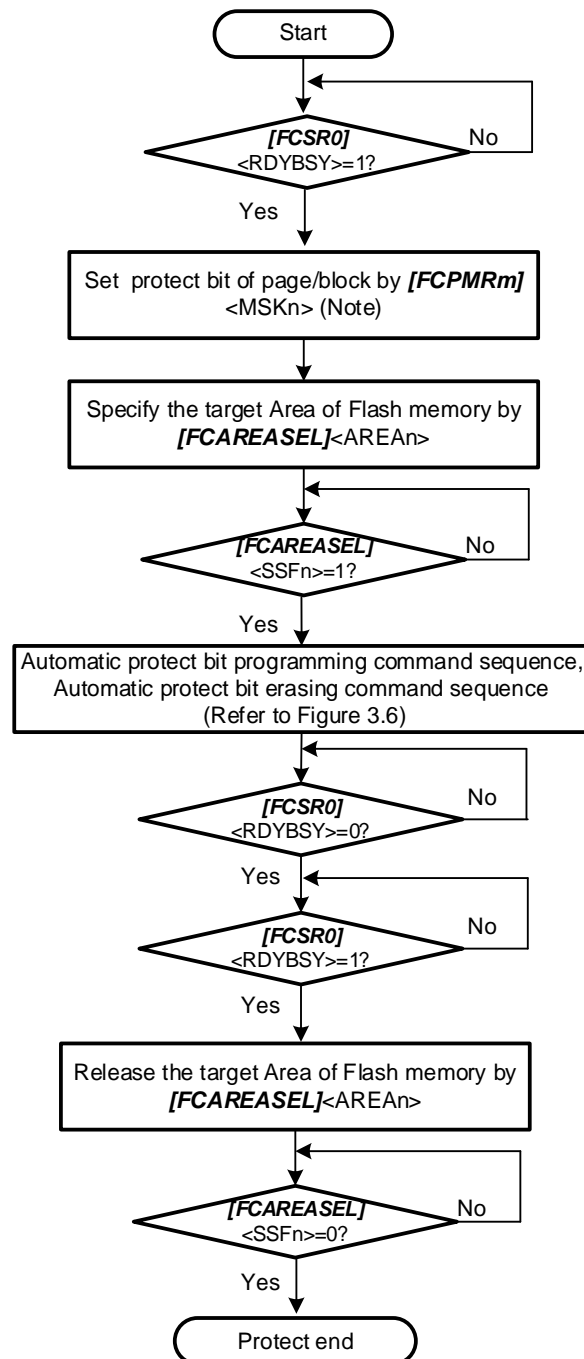 Start
[FCSR0]
<RDYBSY>=1?
No
Yes
Set protect bit of page/block by [FCPMRm]
<MSKn> (Note)
Specify the target Area of Flash memory by
[FCAREASEL]<AREAn>
[FCAREASEL]
<SSFn>=1?
No
Yes
Automatic protect bit programming command sequence,
Automatic protect bit erasing command sequence
(Refer to Figure 3.6)
[FCSR0]
<RDYBSY>=0?
No
Yes
[FCSR0]
<RDYBSY>=1?
No
Yes
Release the target Area of Flash memory by
[FCAREASEL]<AREAn>
[FCAREASEL]
<SSFn>=0?
No
Yes
Protect end